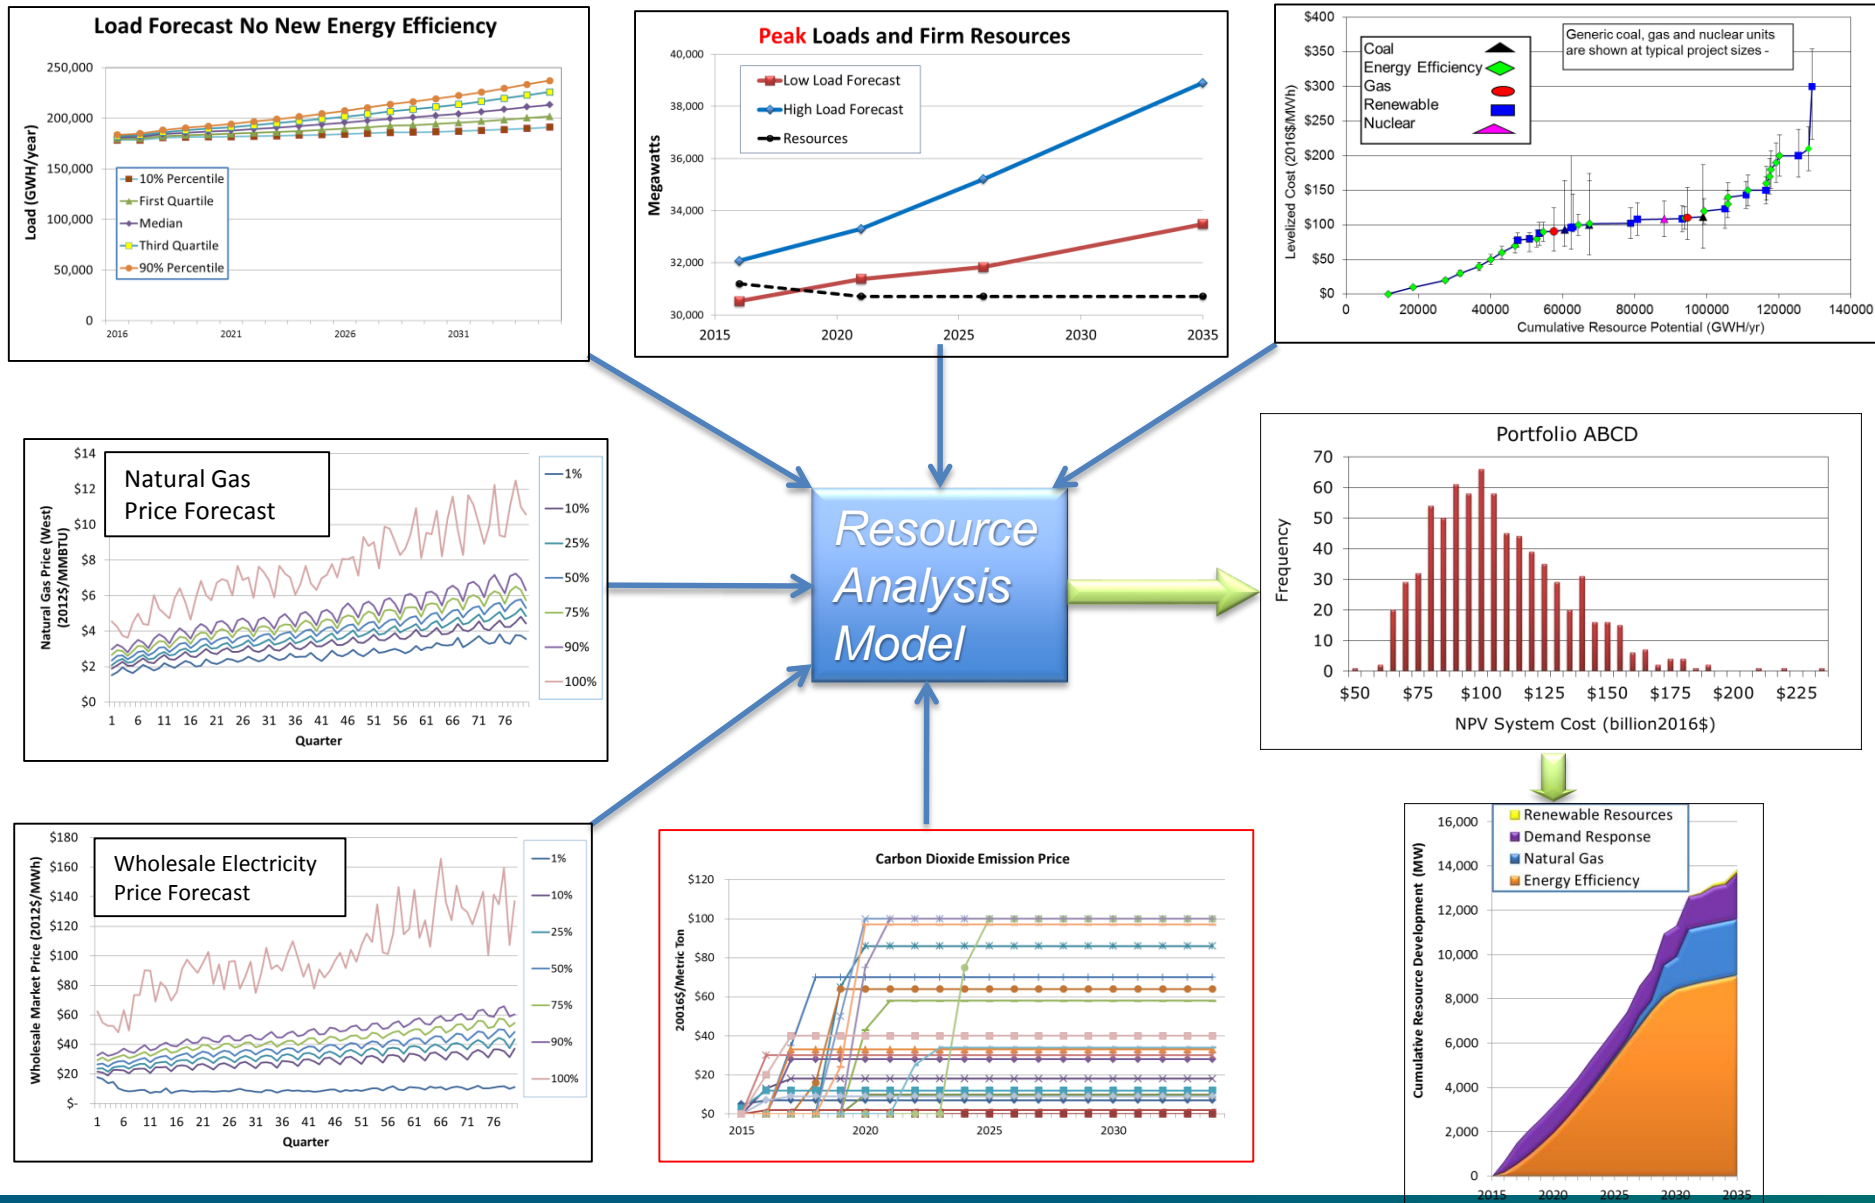 Load Forecast No New Energy Efficiency
Load (GWH/year)
250,000
200,000
150,000
100,000
50,000
0
10% Percentile
First Quartile
Median
Third Quartile
90% Percentile
2016 2021 2026 2031
Peak Loads and Firm Resources
Megawatts
40,000
38,000
36,000
34,000
32,000
30,000
Low Load Forecast
High Load Forecast
Resources
2015 2020 2025 2030 2035
Levelized Cost (2016$/MWh)
$400
$350
$300
$250
$200
$150
$100
$50
$0
Coal
Energy Efficiency
Gas
Renewable
Nuclear
Generic coal, gas and nuclear units
are shown at typical project sizes -
0 20000 40000 60000 80000 100000 120000 140000
Cumulative Resource Potential (GWH/yr)
Natural Gas
Price Forecast
Natural Gas Price (West)
(2012$/MMBTU)
$14
$12
$10
$8
$6
$4
$2
$0
1%
10%
25%
50%
75%
90%
100%
1 6 11 16 21 26 31 36 41 46 51 56 61 66 71 76
Quarter
Resource
Analysis
Model
Portfolio ABCD
Frequency
70
60
50
40
30
20
10
0
$50 $75 $100 $125 $150 $175 $200 $225
NPV System Cost (billion2016$)
Wholesale Electricity
Price Forecast
Wholesale Market Price (2012$/MWh)
$180
$160
$140
$120
$100
$80
$60
$40
$20
$-
1%
10%
25%
50%
75%
90%
100%
1 6 11 16 21 26 31 36 41 46 51 56 61 66 71 76
Quarter
Carbon Dioxide Emission Price
20016$/Metric Ton
$120
$100
$80
$60
$40
$20
$0
2015 2020 2025 2030
Cumulative Resource Development (MW)
16,000
14,000
12,000
10,000
8,000
6,000
4,000
2,000
0
Renewable Resources
Demand Response
Natural Gas
Energy Efficiency
2015 2020 2025 2030 2035